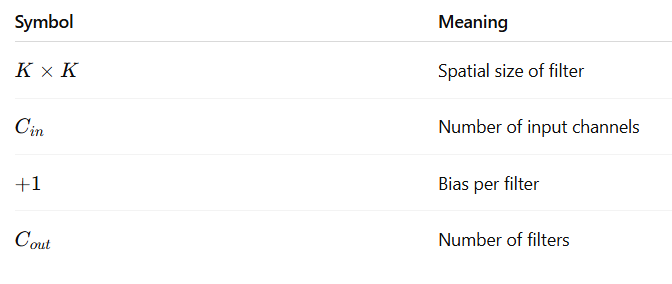 Symbol Meaning
K × K Spatial size of filter
C_in Number of input channels
+1 Bias per filter
C_out Number of filters